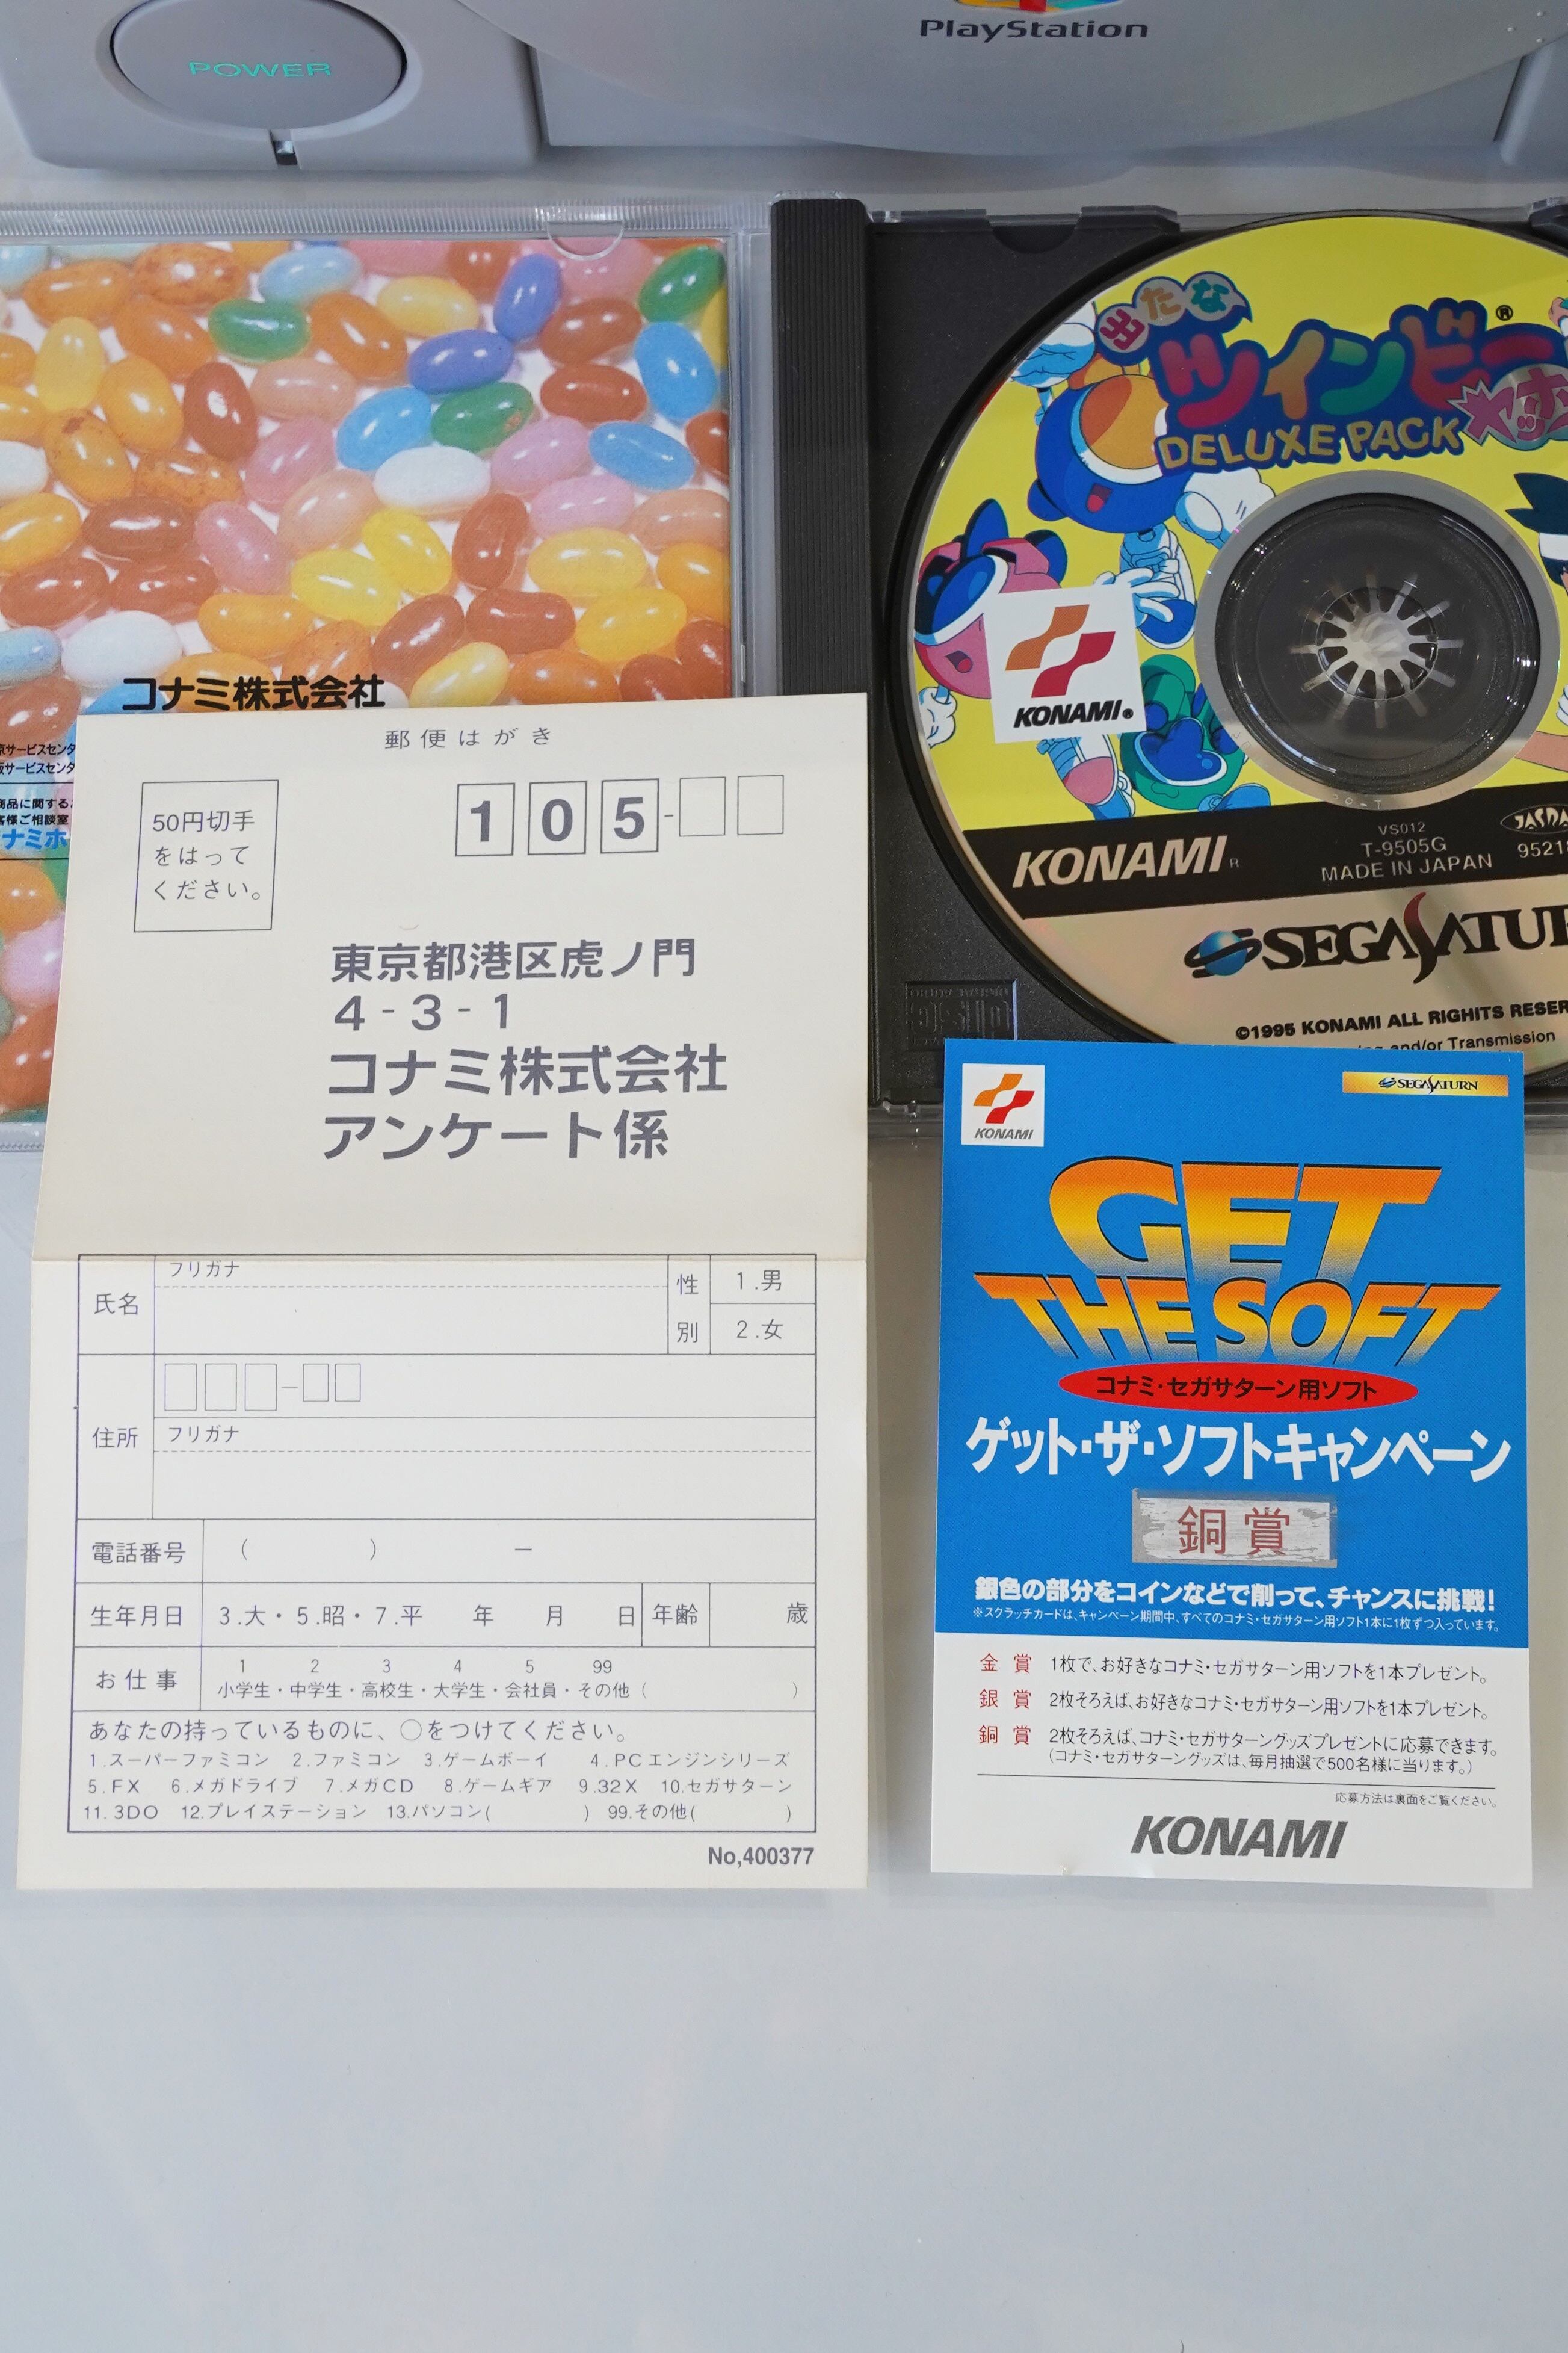 POWER
PlayStation
コナミ株式会社
出たな
ツインビー
®
DELUXE PACK
KONAMI®
KONAMI®
VS012
T-9505G
MADE IN JAPAN
SEGA SATUR
©1995 KONAMI ALL RIGHTS RESER
and/or Transmission
郵便はがき
50円切手
をはって
ください。
105-
東京都港区虎ノ門
4-3-1
コナミ株式会社
アンケート係
氏名
フリガナ
性別
1.男
2.女
住所
フリガナ
電話番号 ( ) ー
生年月日 3.大・5.昭・7.平 年 月 日 年齢 歳
お仕事
1 2 3 4 5 99
小学生・中学生・高校生・大学生・会社員・その他( )
あなたの持っているものに、○をつけてください。
1.スーパーファミコン 2.ファミコン 3.ゲームボーイ 4.PCエンジンシリーズ
5.FX 6.メガドライブ 7.メガCD 8.ゲームギア 9.32X 10.セガサターン
11.3DO 12.プレイステーション 13.パソコン( ) 99.その他( )
No,400377
KONAMI
SEGA SATURN
GET
THE SOFT
コナミ・セガサターン用ソフト
ゲット・ザ・ソフトキャンペーン
銅賞
銀色の部分をコインなどで削って、チャンスに挑戦!
※スクラッチカードは、キャンペーン期間中、すべてのコナミ・セガサターン用ソフト1本に1枚ずつ入っています。
金賞 1枚で、お好きなコナミ・セガサターン用ソフトを1本プレゼント。
銀賞 2枚そろえば、お好きなコナミ・セガサターン用ソフトを1本プレゼント。
銅賞 2枚そろえば、コナミ・セガサターングッズプレゼントに応募できます。
(コナミ・セガサターングッズは、毎月抽選で500名様に当ります。)
応募方法は裏面をご覧ください。
KONAMI